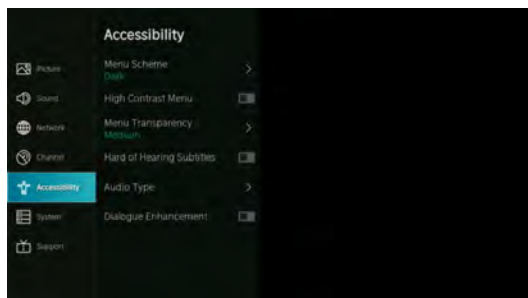 Accessibility
Picture
Sound
Network
Channel
Accessibility
System
Support
Menu Scheme
Dark
High Contrast Menu
Menu Transparency
Medium
Hard of Hearing Subtitles
Audio Type
Dialogue Enhancement